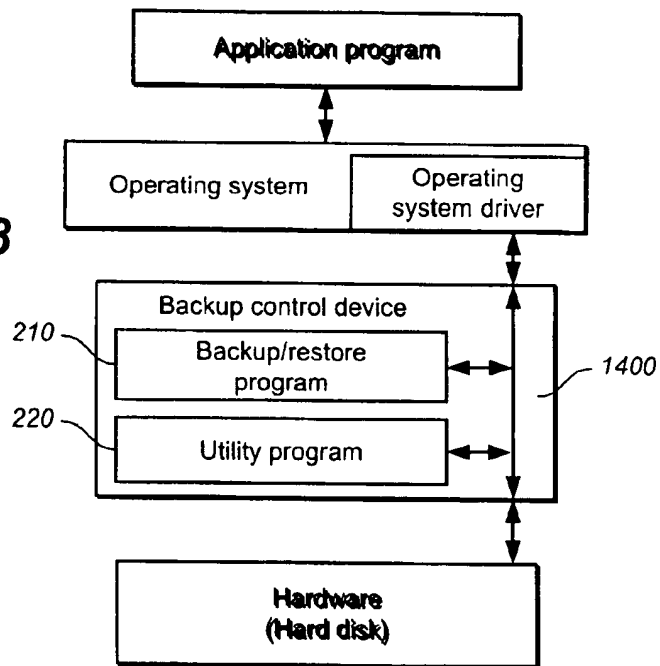 Application program
Operating system
Operating
system driver
Backup control device
210
Backup/restore
program
1400
220
Utility program
Hardware
(Hard disk)